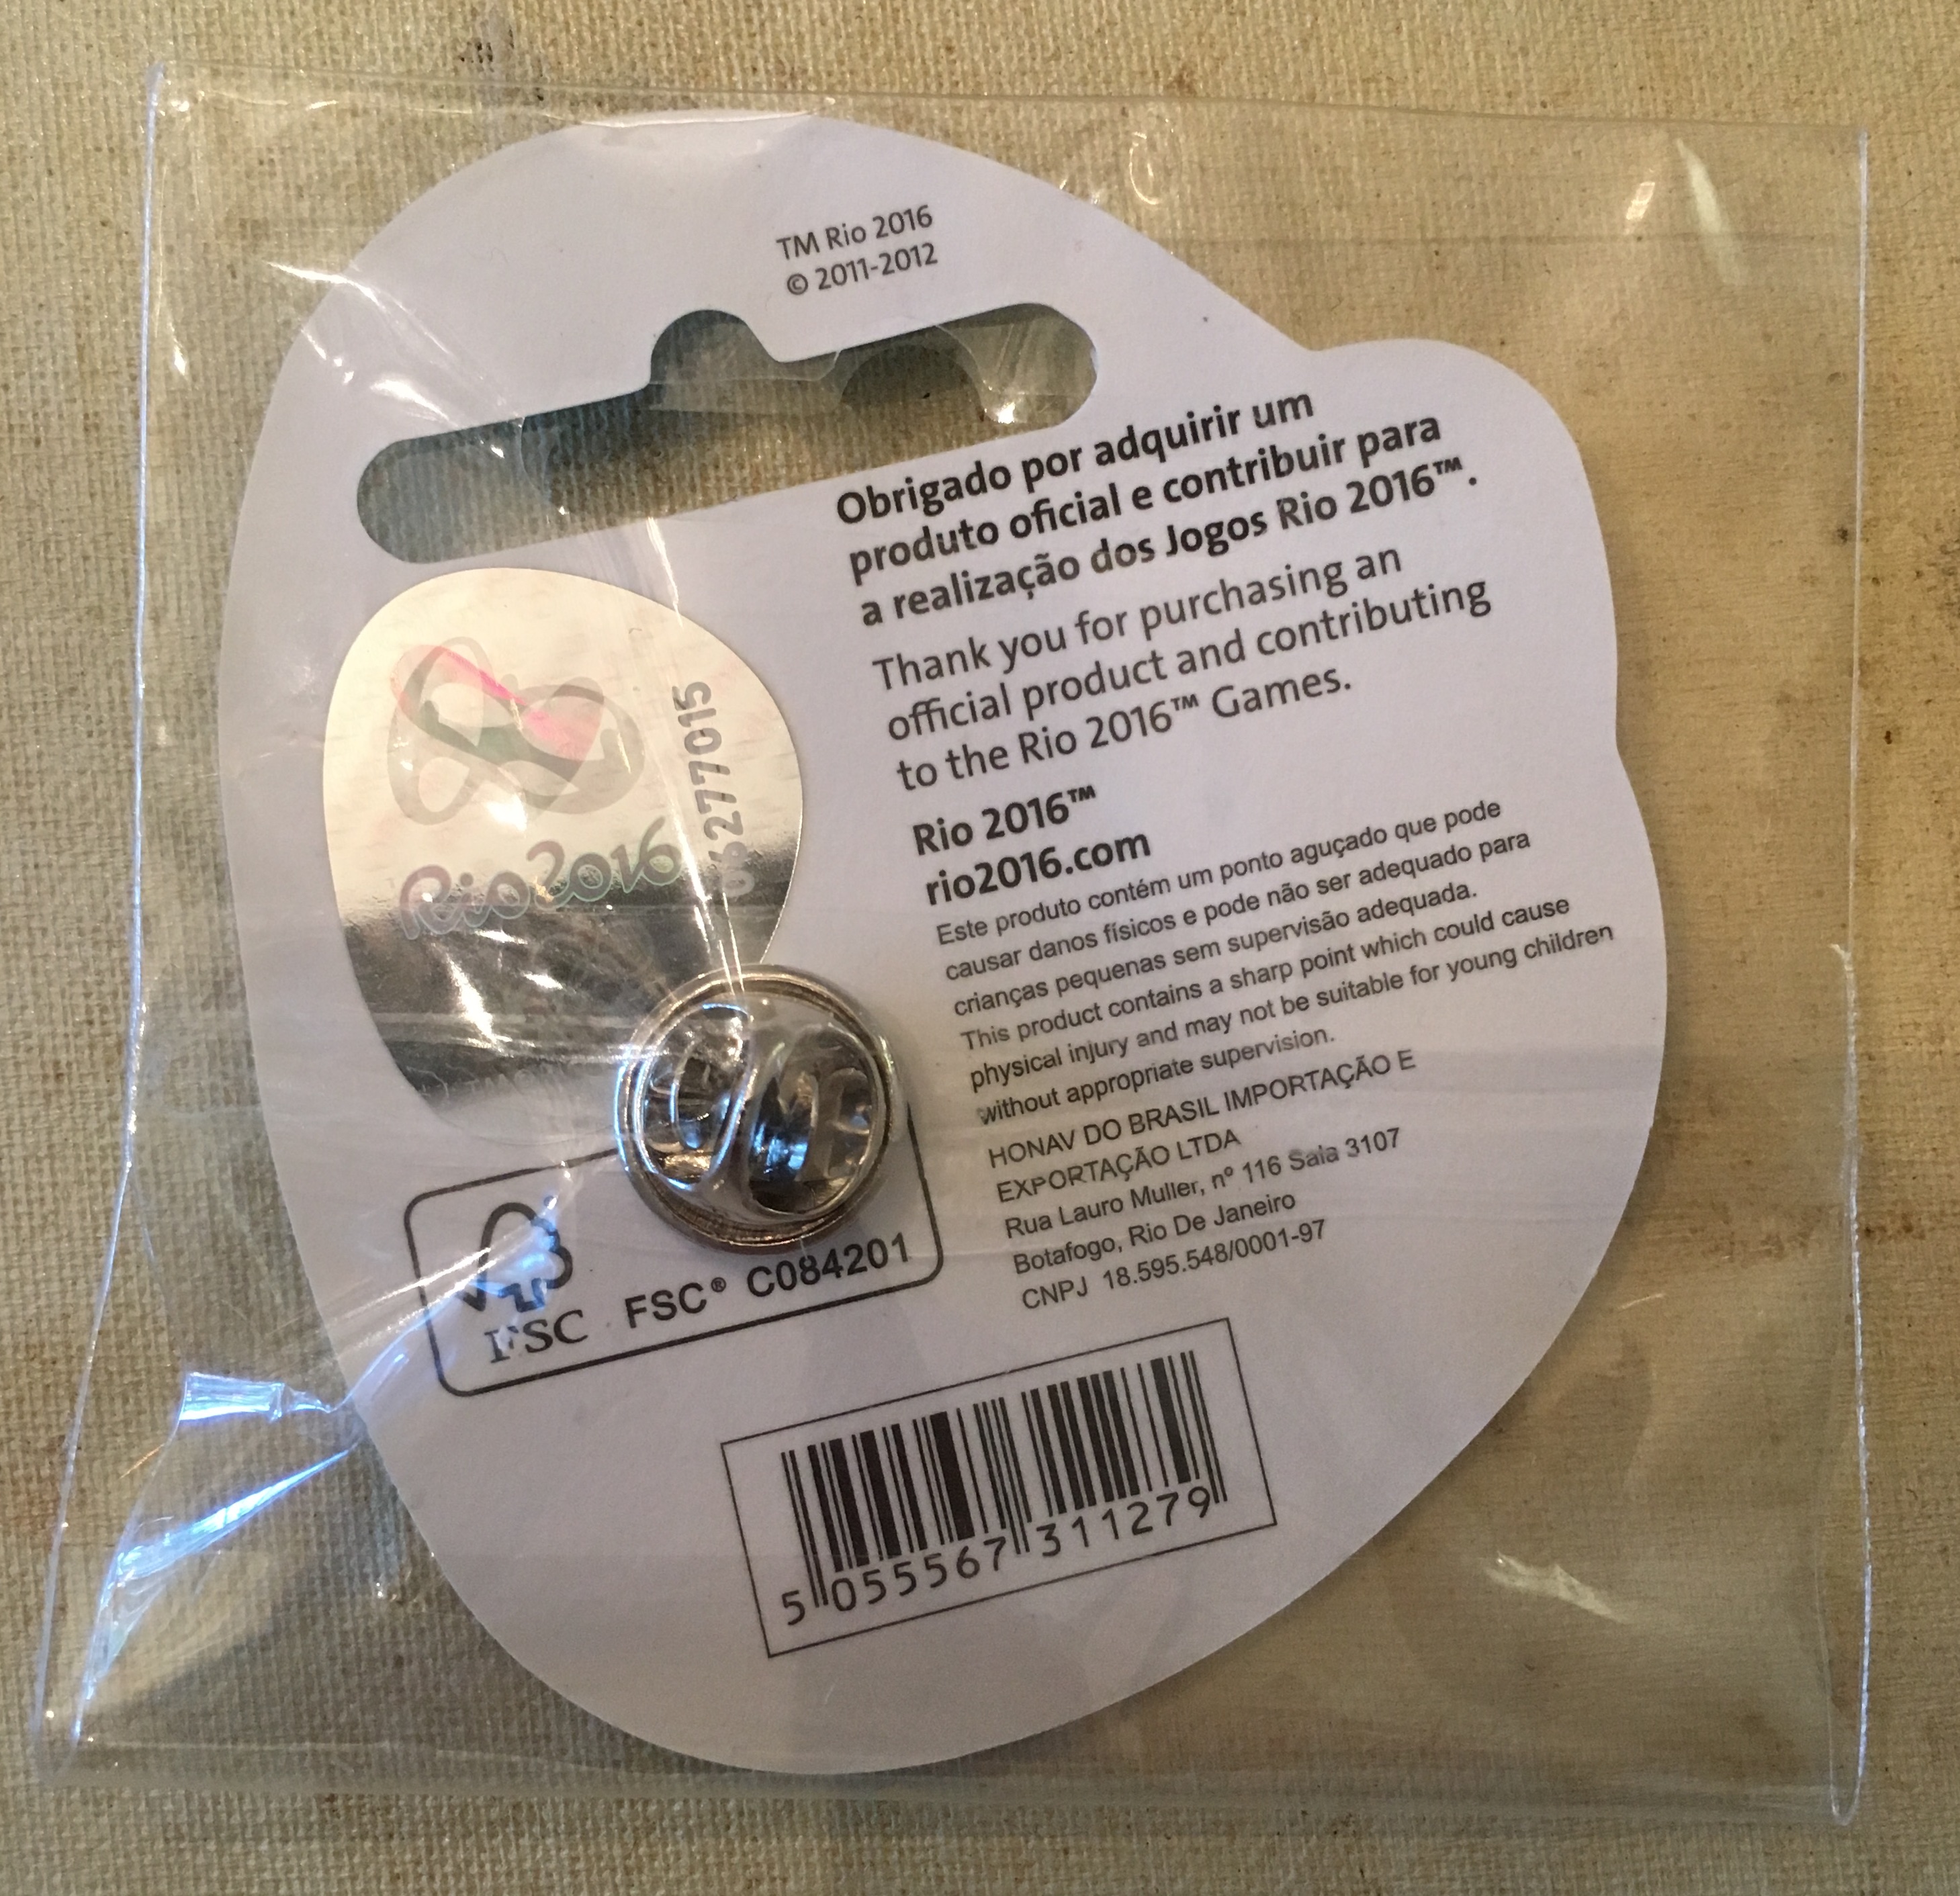 TM Rio 2016
© 2011-2012
Obrigado por adquirir um
produto oficial e contribuir para
a realização dos Jogos Rio 2016™.
Thank you for purchasing an
official product and contributing
to the Rio 2016™ Games.
Rio 2016™
rio2016.com
Este produto contém um ponto aguçado que pode
causar danos físicos e pode não ser adequado para
crianças pequenas sem supervisão adequada.
This product contains a sharp point which could cause
physical injury and may not be suitable for young children
without appropriate supervision.
HONAV DO BRASIL IMPORTAÇÃO E
EXPORTAÇÃO LTDA
Rua Lauro Muller, nº 116 Sala 3107
Botafogo, Rio De Janeiro
CNPJ 18.595.548/0001-97
Rio2016
FSC
FSC® C084201
5 055567 311279